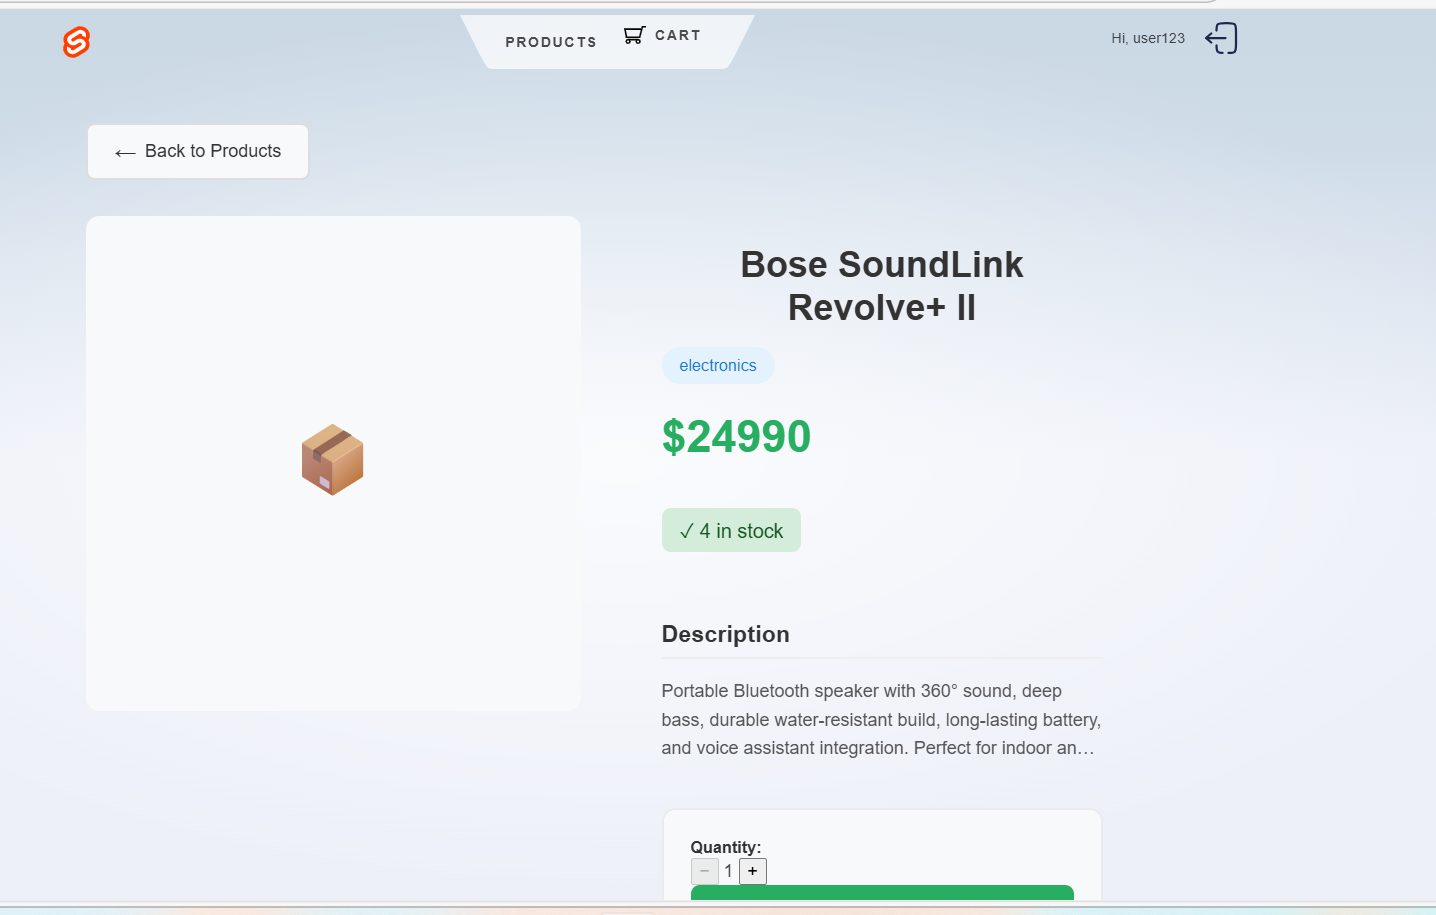 PRODUCTS CART
Hi, user123
← Back to Products
Bose SoundLink
Revolve+ II
electronics
$24990
✓ 4 in stock
Description
Portable Bluetooth speaker with 360° sound, deep
bass, durable water-resistant build, long-lasting battery,
and voice assistant integration. Perfect for indoor an…
Quantity:
− 1 +